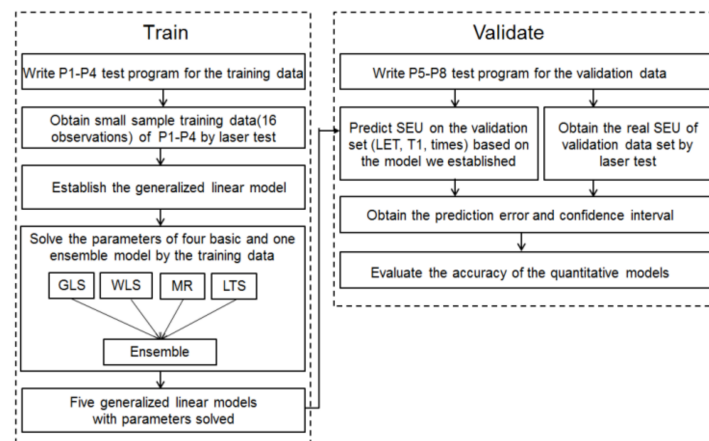 Train
Write P1-P4 test program for the training data
Obtain small sample training data(16
observations) of P1-P4 by laser test
Establish the generalized linear model
Solve the parameters of four basic and one
ensemble model by the training data
GLS
WLS
MR
LTS
Ensemble
Five generalized linear models
with parameters solved
Validate
Write P5-P8 test program for the validation data
Predict SEU on the validation
set (LET, T1, times) based on
the model we established
Obtain the real SEU of
validation data set by
laser test
Obtain the prediction error and confidence interval
Evaluate the accuracy of the quantitative models